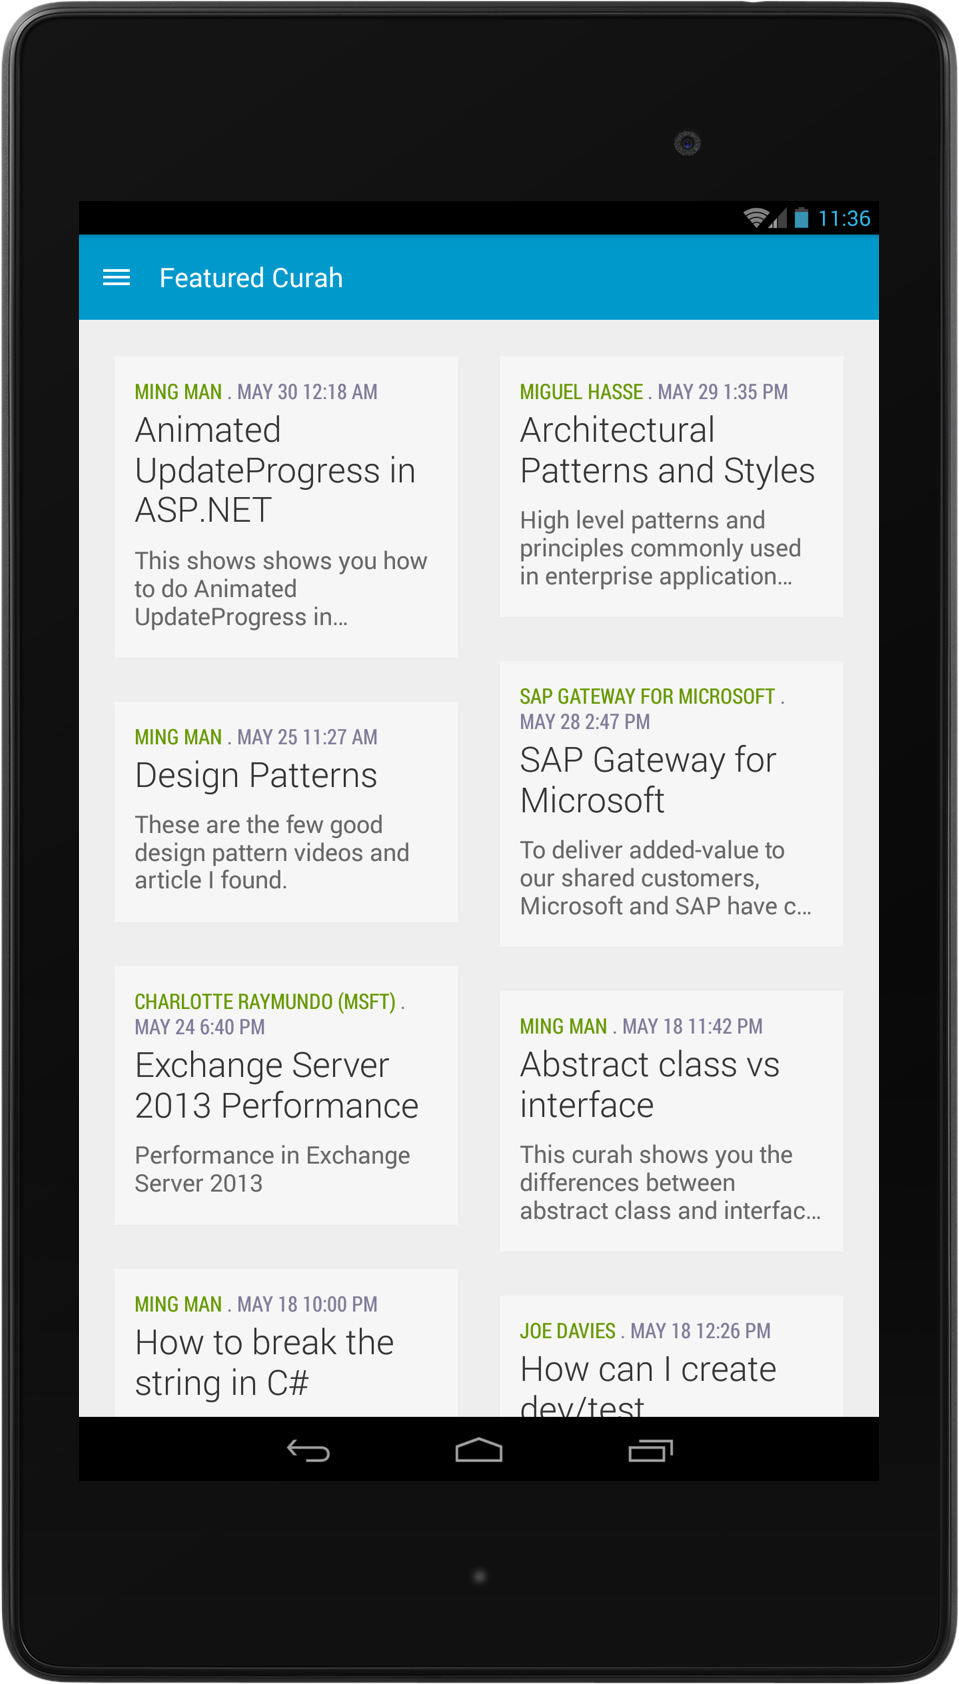 11:36
Featured Curah
MING MAN . MAY 30 12:18 AM
Animated
UpdateProgress in
ASP.NET
This shows shows you how
to do Animated
UpdateProgress in...
MING MAN . MAY 25 11:27 AM
Design Patterns
These are the few good
design pattern videos and
article I found.
CHARLOTTE RAYMUNDO (MSFT) .
MAY 24 6:40 PM
Exchange Server
2013 Performance
Performance in Exchange
Server 2013
MING MAN . MAY 18 10:00 PM
How to break the
string in C#
MIGUEL HASSE . MAY 29 1:35 PM
Architectural
Patterns and Styles
High level patterns and
principles commonly used
in enterprise application...
SAP GATEWAY FOR MICROSOFT .
MAY 28 2:47 PM
SAP Gateway for
Microsoft
To deliver added-value to
our shared customers,
Microsoft and SAP have c...
MING MAN . MAY 18 11:42 PM
Abstract class vs
interface
This curah shows you the
differences between
abstract class and interfac...
JOE DAVIES . MAY 18 12:26 PM
How can I create
dev/test